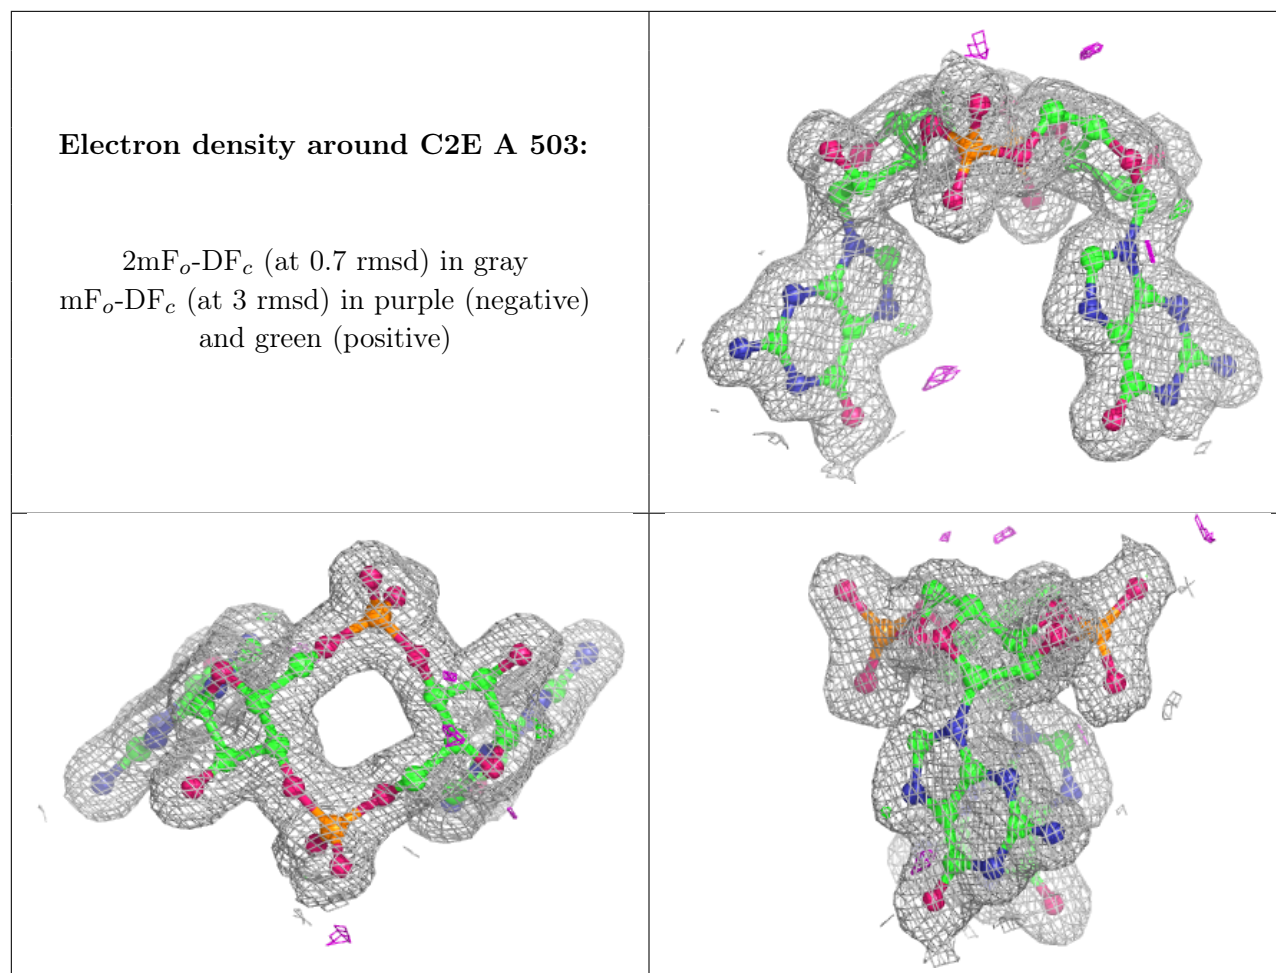 Electron density around C2E A 503:
2mFo-DFc (at 0.7 rmsd) in gray
mFo-DFc (at 3 rmsd) in purple (negative)
and green (positive)